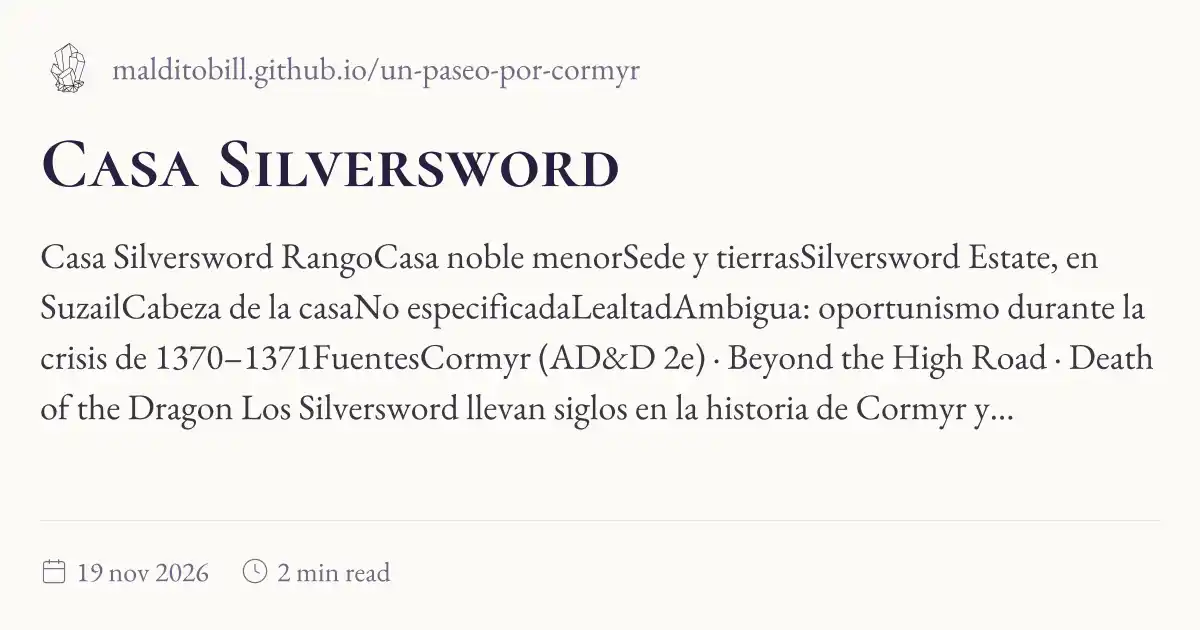 malditobill.github.io/un-paseo-por-cormyr
Casa Silversword
Casa Silversword RangoCasa noble menorSede y tierrasSilversword Estate, en
SuzailCabeza de la casaNo especificadaLealtadAmbigua: oportunismo durante la
crisis de 1370–1371FuentesCormyr (AD&D 2e) · Beyond the High Road · Death
of the Dragon Los Silversword llevan siglos en la historia de Cormyr y...
19 nov 2026 2 min read